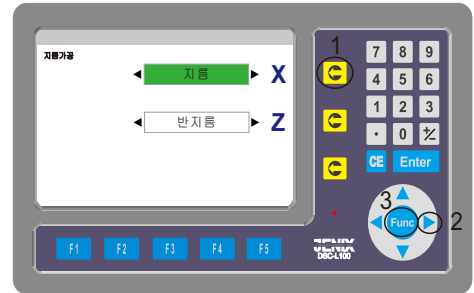 지름가공
지름 X
반지름 Z
1
7 8 9
4 5 6
1 2 3
· 0 +/-
CE Enter
3
Func 2
F1 F2 F3 F4 F5
JENIX
DSC-L100